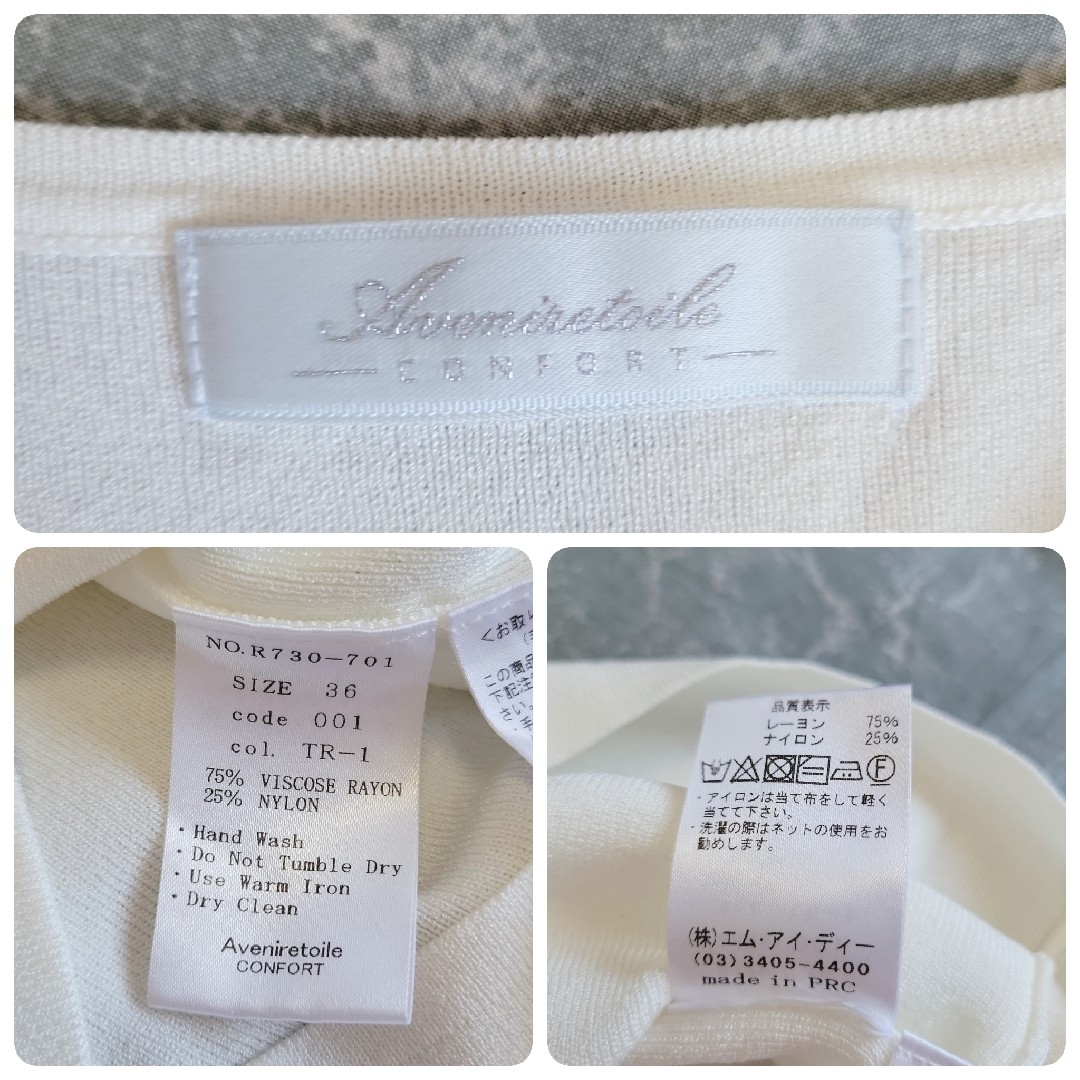 Aveniretoile
CONFORT
NO.R730-701
SIZE 36
code 001
col. TR-1
75% VISCOSE RAYON
25% NYLON
・Hand Wash
・Do Not Tumble Dry
・Use Warm Iron
・Dry Clean
Aveniretoile
CONFORT
<お取り
この商品
下記注
さい。
品質表示
レーヨン 75%
ナイロン 25%
F
・アイロンは当て布をして軽く
当てて下さい。
・洗濯の際はネットの使用をお
勧めします。
(株)エム・アイ・ディー
(03)3405-4400
made in PRC